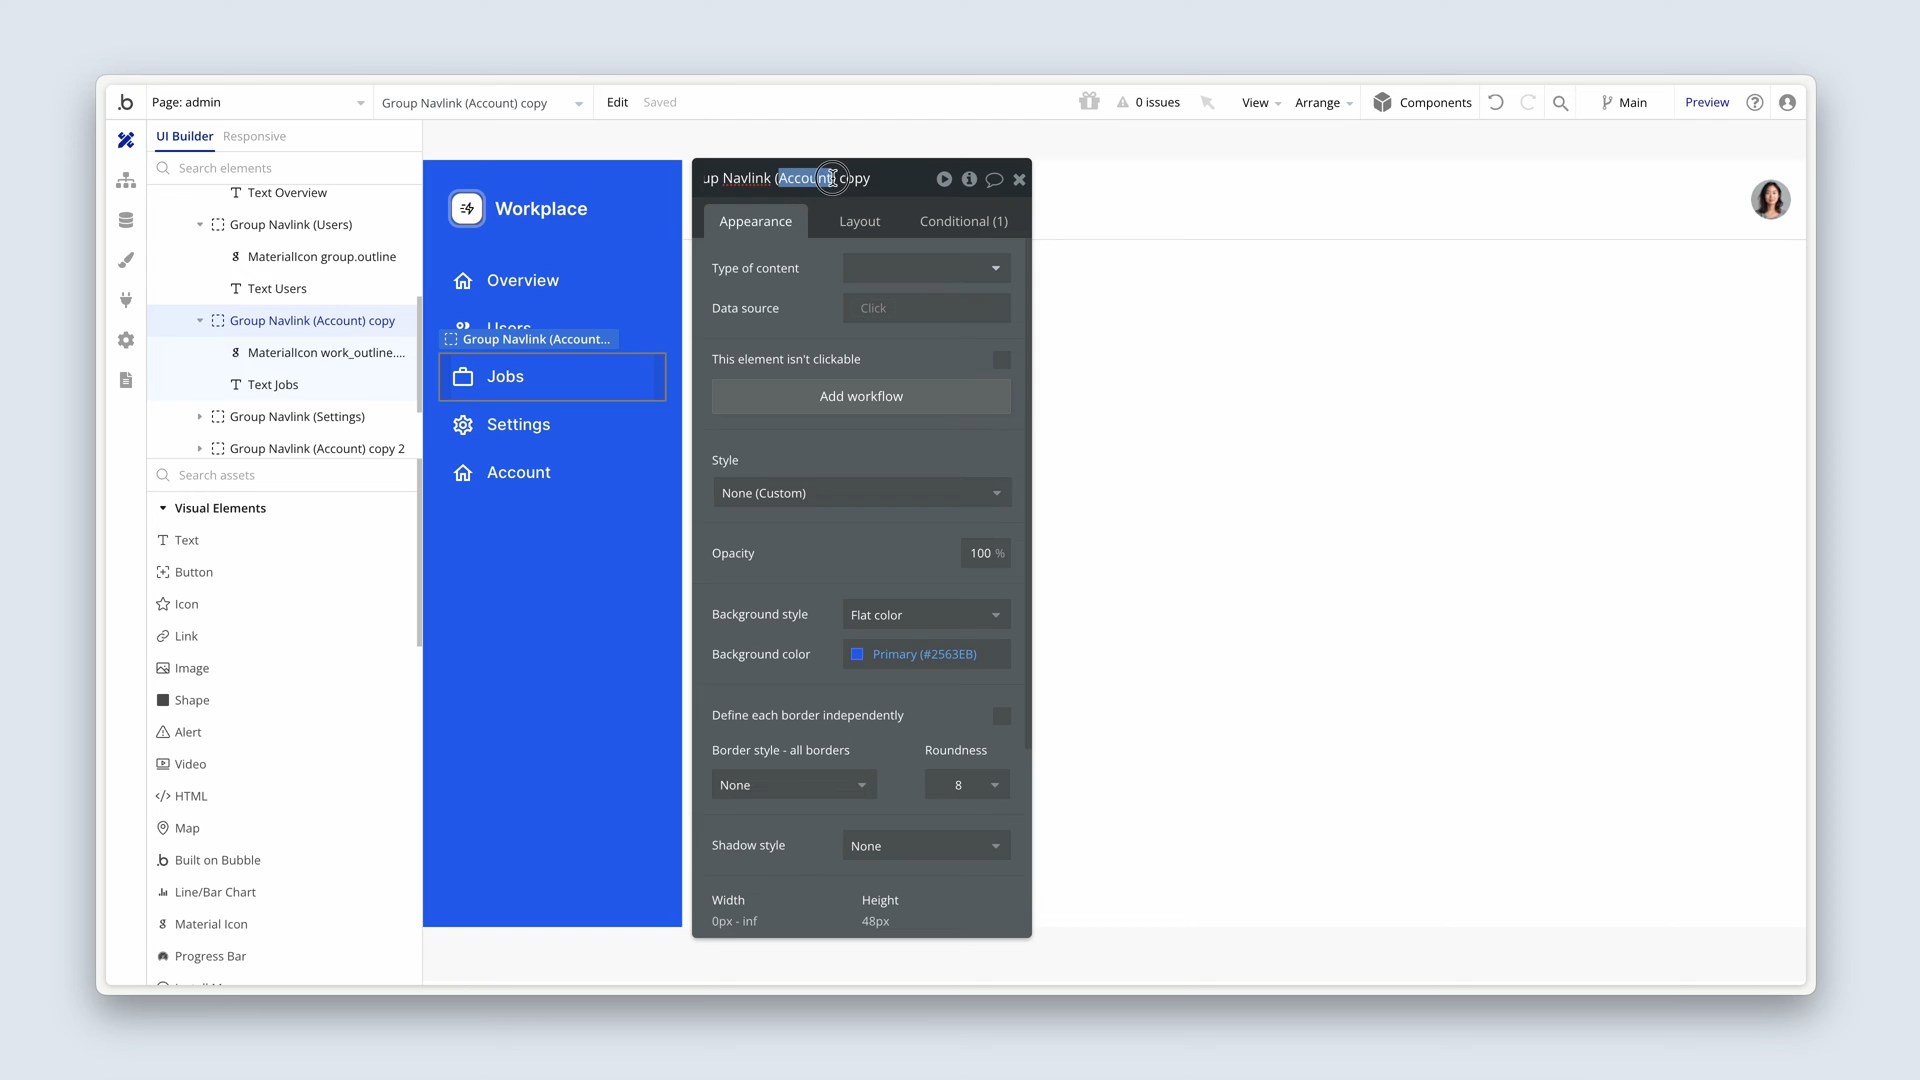 Page: admin
Group Navlink (Account) copy
Edit
Saved
0 issues
View
Arrange
Components
Main
Preview
UI Builder
Responsive
Search elements
Text Overview
Group Navlink (Users)
MaterialIcon group.outline
Text Users
Group Navlink (Account) copy
MaterialIcon work_outline....
Text Jobs
Group Navlink (Settings)
Group Navlink (Account) copy 2
Search assets
Visual Elements
Text
Button
Icon
Link
Image
Shape
Alert
Video
</> HTML
Map
Built on Bubble
Line/Bar Chart
Material Icon
Progress Bar
Workplace
Overview
Users
Group Navlink (Account...
Jobs
Settings
Account
up Navlink (Account) copy
Appearance
Layout
Conditional (1)
Type of content
Data source
Click
This element isn't clickable
Add workflow
Style
None (Custom)
Opacity
100 %
Background style
Flat color
Background color
Primary (#2563EB)
Define each border independently
Border style - all borders
Roundness
None
8
Shadow style
None
Width
Height
0px - inf
48px